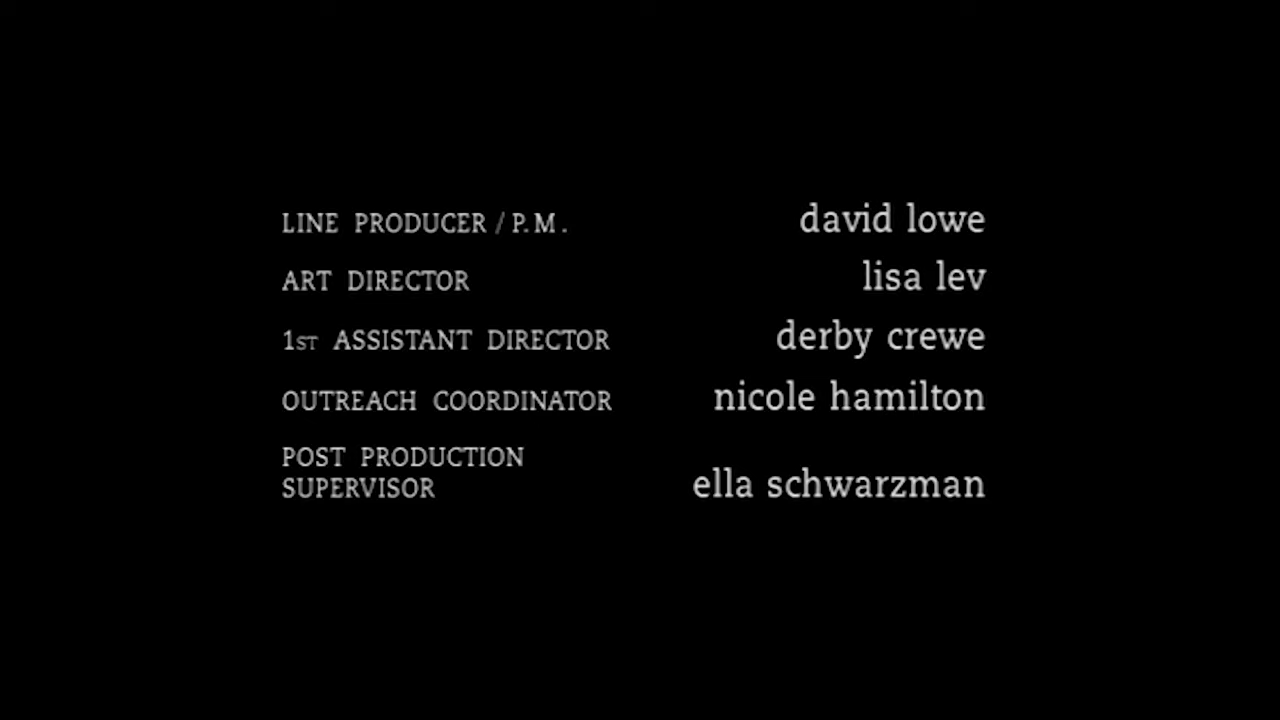 LINE PRODUCER / P.M. david lowe
ART DIRECTOR lisa lev
1ST ASSISTANT DIRECTOR derby crewe
OUTREACH COORDINATOR nicole hamilton
POST PRODUCTION
SUPERVISOR ella schwarzman